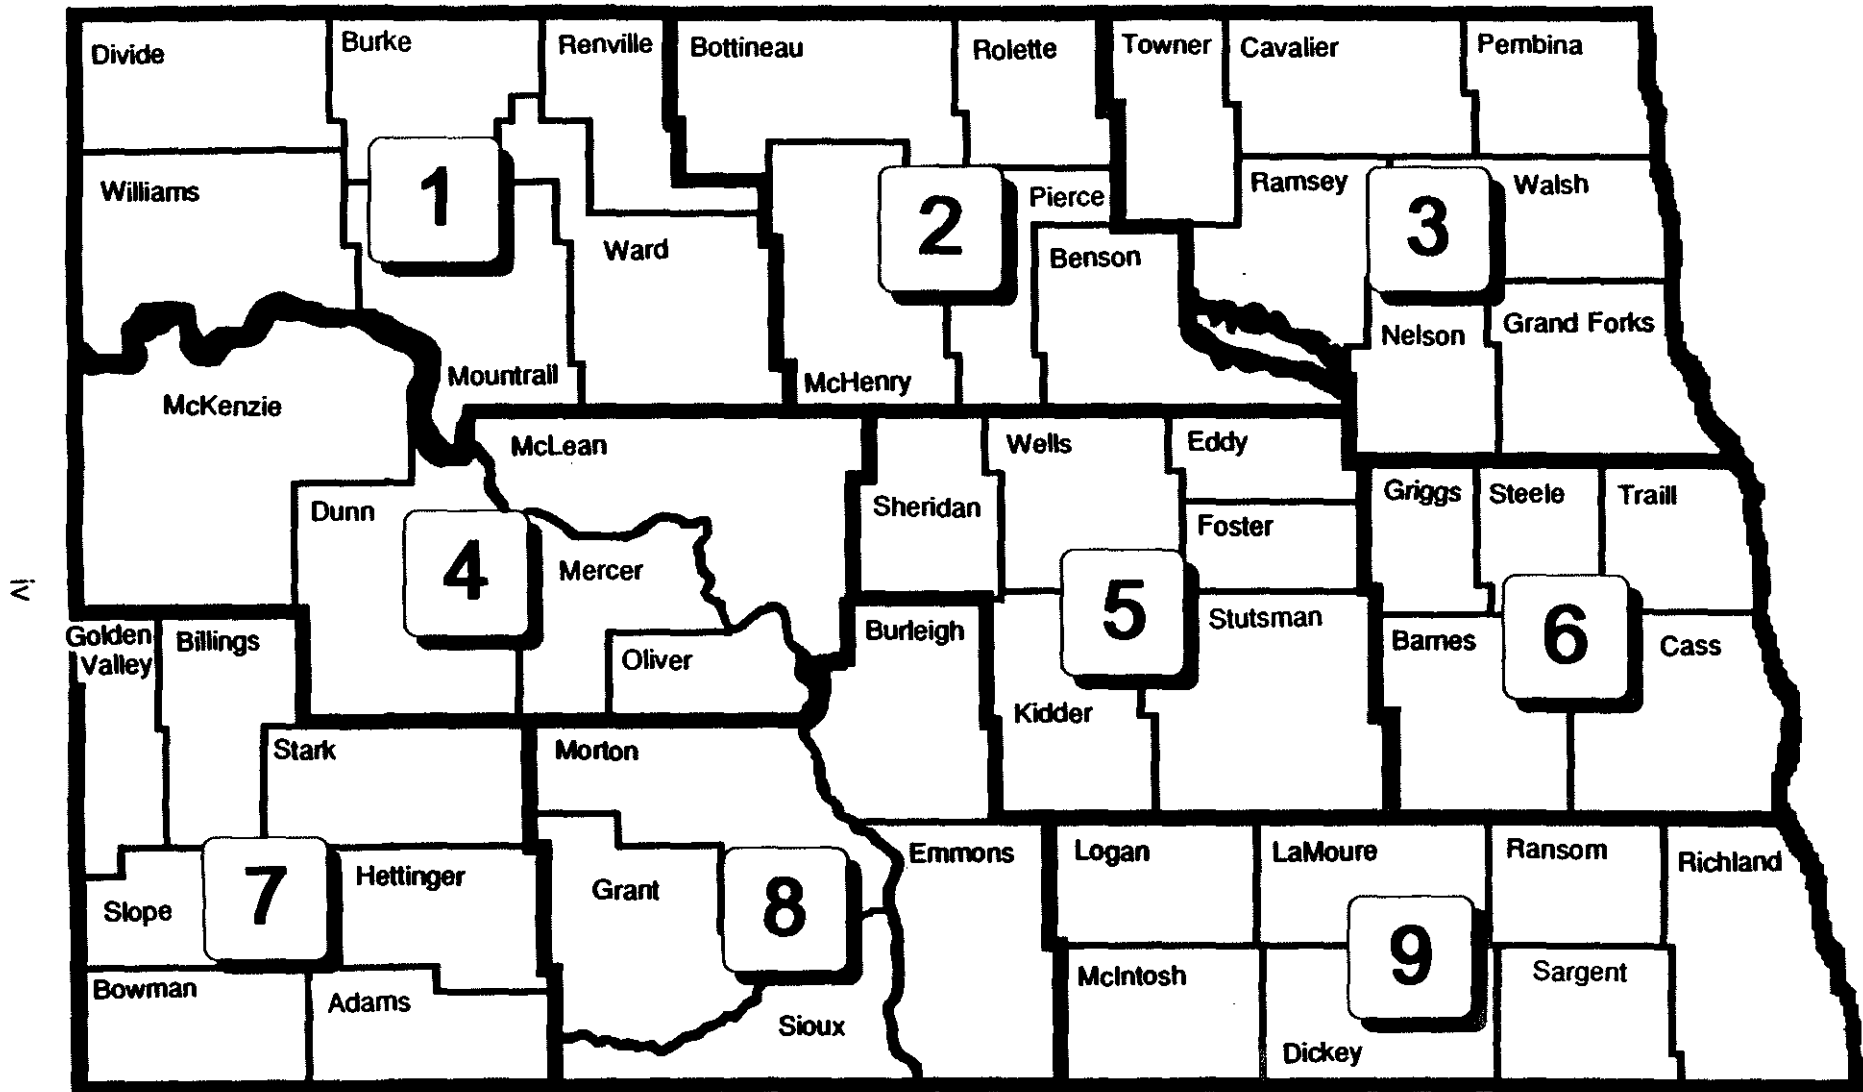 Divide
Burke
Renville
Bottineau
Rolette
Towner
Cavalier
Pembina
Williams
1
Ward
2
Pierce
Benson
Ramsey
3
Walsh
Nelson
Grand Forks
McKenzie
Mountrail
McHenry
McLean
Sheridan
Wells
Eddy
Foster
Griggs
Steele
Traill
Dunn
4
Mercer
Oliver
Burleigh
5
Kidder
Stutsman
Barnes
6
Cass
iv
Golden
Valley
Billings
Stark
Morton
7
Hettinger
Slope
Grant
8
Emmons
Logan
LaMoure
Ransom
Richland
Bowman
Adams
Sioux
McIntosh
9
Dickey
Sargent